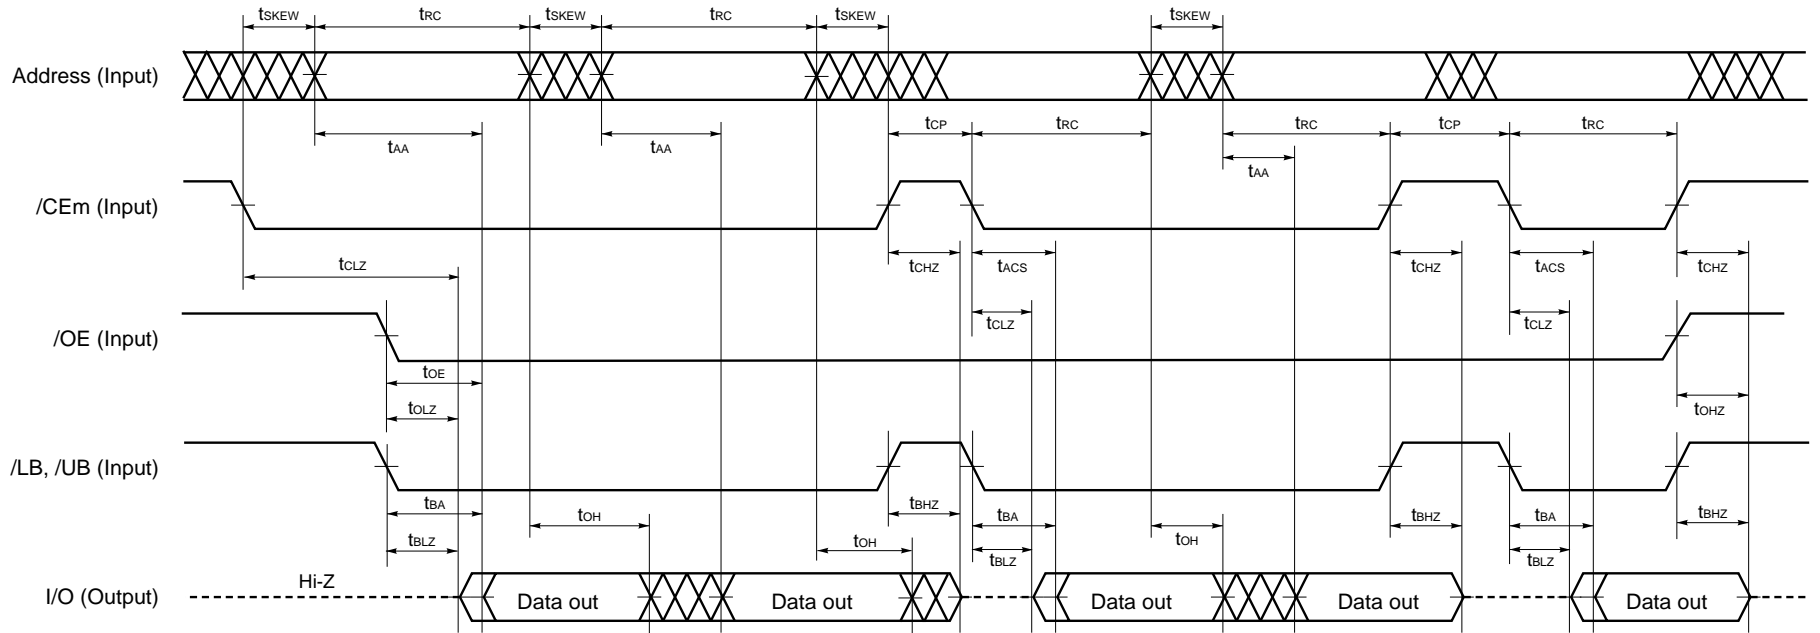 tSKEW tRC tSKEW tRC tSKEW tSKEW
Address (Input)
tCP tRC tRC tCP tRC
tAA tAA tAA
/CEm (Input)
tCLZ tCHZ tACS tCHZ tACS tCHZ
tCLZ tCLZ
/OE (Input)
tOE
tOLZ tOHZ
/LB, /UB (Input)
tBA tOH tBHZ tBA tOH tBHZ tBA tBHZ
tBLZ tOH tBLZ tBLZ
Hi-Z
I/O (Output) Data out Data out Data out Data out Data out